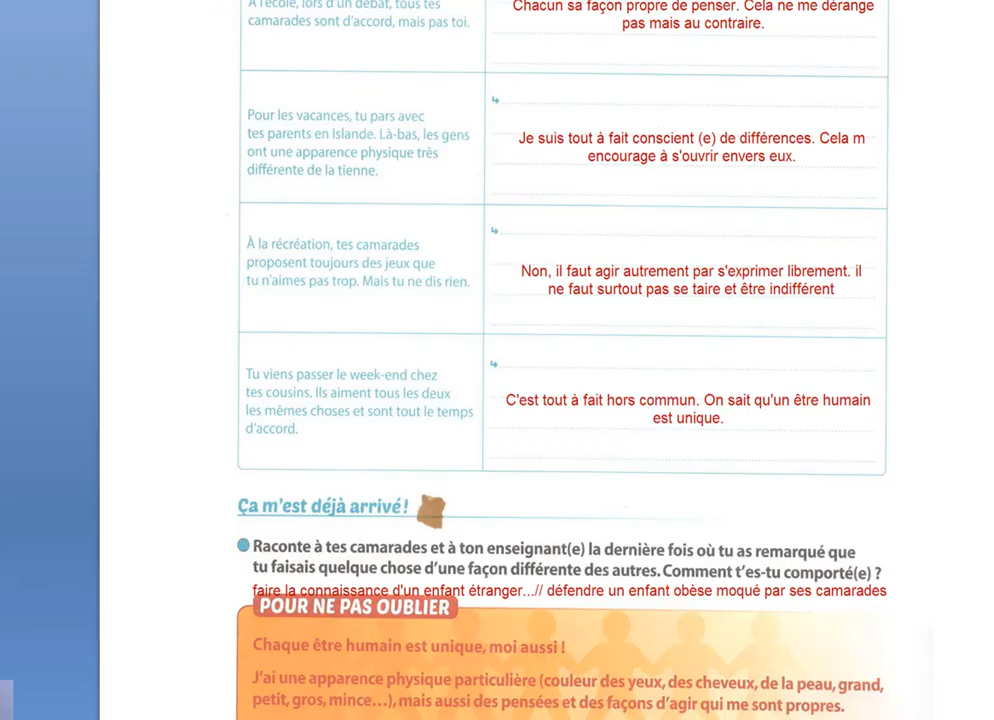 À l'école, lors d'un débat, tous tes
camarades sont d'accord, mais pas toi.
Chacun sa façon propre de penser. Cela ne me dérange
pas mais au contraire.
Pour les vacances, tu pars avec
tes parents en Islande. Là-bas, les gens
ont une apparence physique très
différente de la tienne.
Je suis tout à fait conscient (e) de différences. Cela m
encourage à s'ouvrir envers eux.
À la récréation, tes camarades
proposent toujours des jeux que
tu n'aimes pas trop. Mais tu ne dis rien.
Non, il faut agir autrement par s'exprimer librement. il
ne faut surtout pas se taire et être indifférent
Tu viens passer le week-end chez
tes cousins. Ils aiment tous les deux
les mêmes choses et sont tout le temps
d'accord.
C'est tout à fait hors commun. On sait qu'un être humain
est unique.
Ça m'est déjà arrivé !
Raconte à tes camarades et à ton enseignant(e) la dernière fois où tu as remarqué que
tu faisais quelque chose d'une façon différente des autres. Comment t'es-tu comporté(e) ?
faire la connaissance d'un enfant étranger...// défendre un enfant obèse moqué par ses camarades
POUR NE PAS OUBLIER
Chaque être humain est unique, moi aussi !
J'ai une apparence physique particulière (couleur des yeux, des cheveux, de la peau, grand,
petit, gros, mince...), mais aussi des pensées et des façons d'agir qui me sont propres.